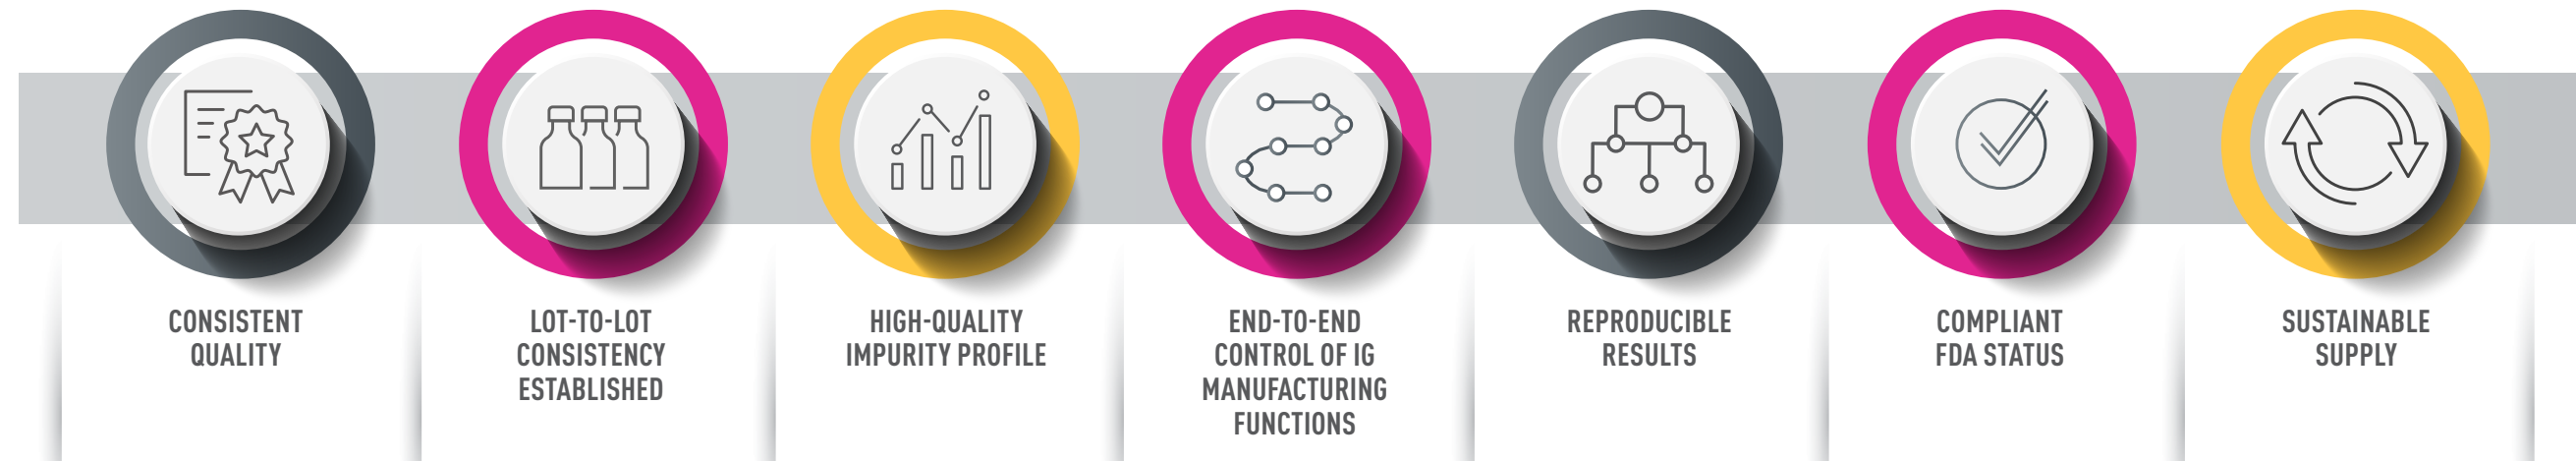 CONSISTENT
QUALITY
LOT-TO-LOT
CONSISTENCY
ESTABLISHED
HIGH-QUALITY
IMPURITY PROFILE
END-TO-END
CONTROL OF IG
MANUFACTURING
FUNCTIONS
REPRODUCIBLE
RESULTS
COMPLIANT
FDA STATUS
SUSTAINABLE
SUPPLY